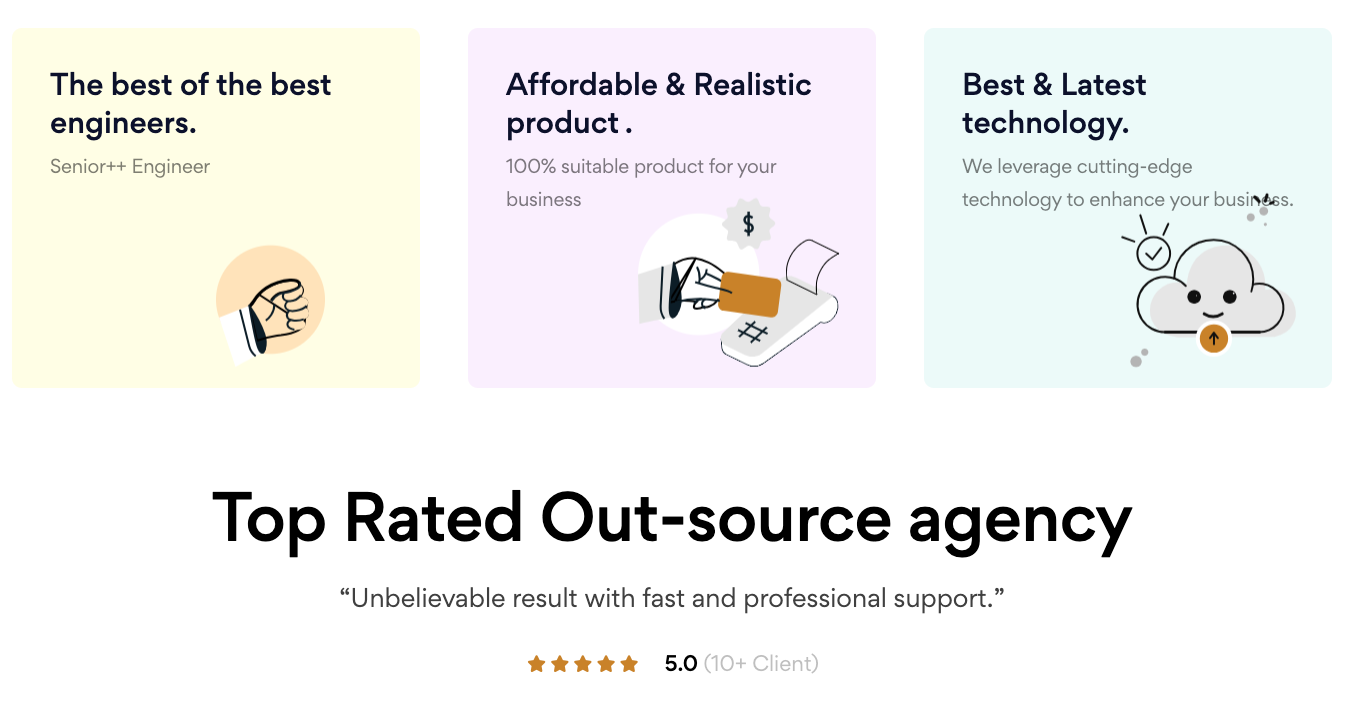 The best of the best
engineers.
Senior++ Engineer
Affordable & Realistic
product .
100% suitable product for your
business
$
Best & Latest
technology.
We leverage cutting-edge
technology to enhance your business.
Top Rated Out-source agency
“Unbelievable result with fast and professional support.”
5.0 (10+ Client)